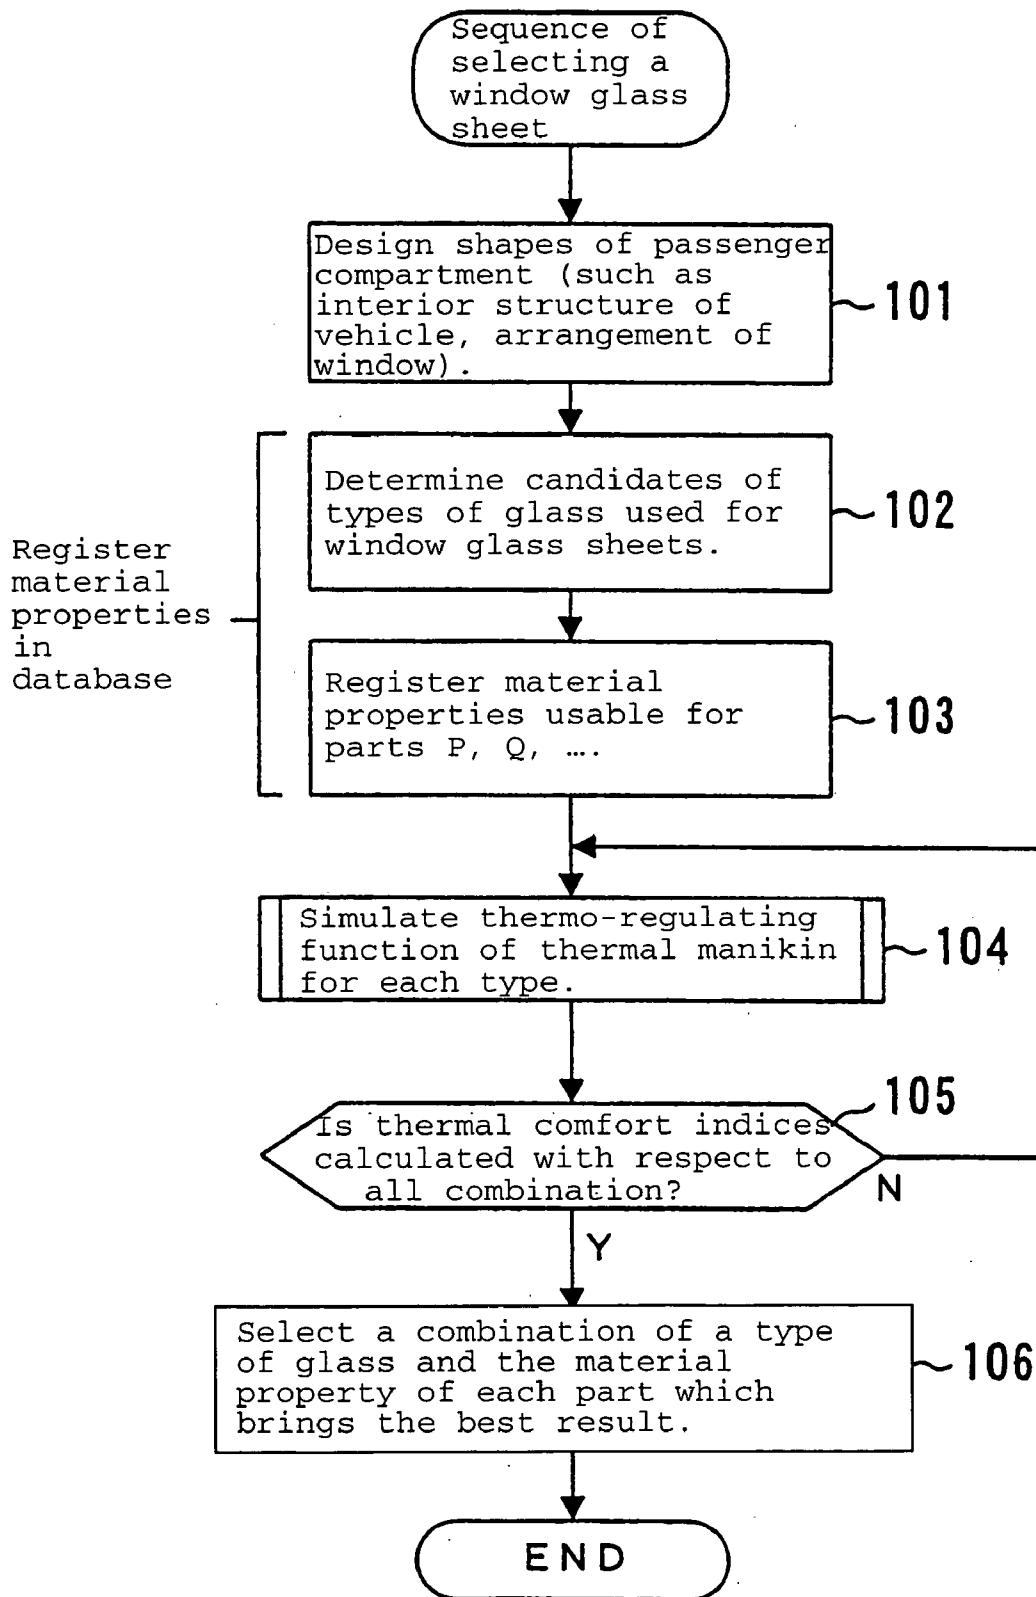 Sequence of
selecting a
window glass
sheet
Design shapes of passenger
compartment (such as
interior structure of
vehicle, arrangement of
window).
101
Register
material
properties
in
database
Determine candidates of
types of glass used for
window glass sheets.
102
Register material
properties usable for
parts P, Q, ….
103
Simulate thermo-regulating
function of thermal manikin
for each type.
104
Is thermal comfort indices
calculated with respect to
all combination?
105
N
Y
Select a combination of a type
of glass and the material
property of each part which
brings the best result.
106
END